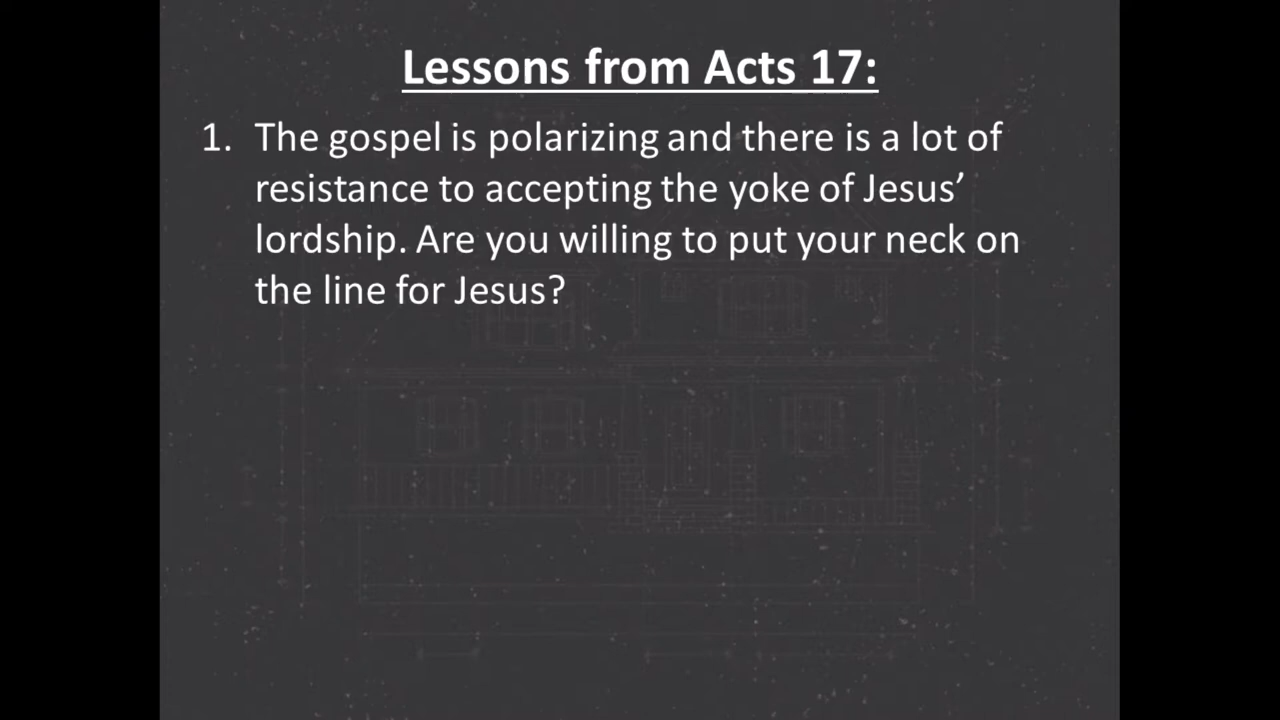 Lessons from Acts 17:
1. The gospel is polarizing and there is a lot of
resistance to accepting the yoke of Jesus’
lordship. Are you willing to put your neck on
the line for Jesus?